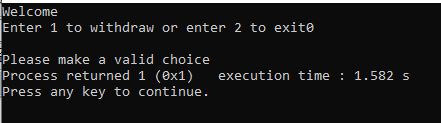 Welcome
Enter 1 to withdraw or enter 2 to exit0
Please make a valid choice
Process returned 1 (0x1)   execution time : 1.582 s
Press any key to continue.